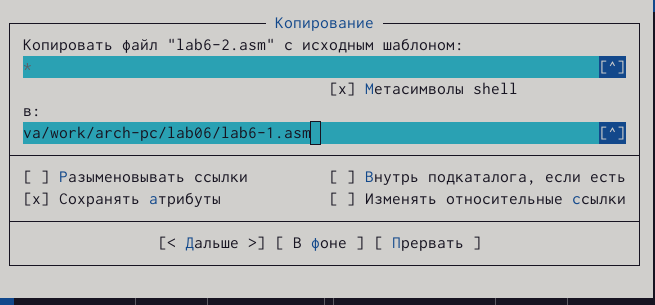 Копирование
Копировать файл "lab6-2.asm" с исходным шаблоном:
* [^]
[x] Метасимволы shell
в:
va/work/arch-pc/lab06/lab6-1.asm [^]
[ ] Разыменовывать ссылки [ ] Внутрь подкаталога, если есть
[x] Сохранять атрибуты [ ] Изменять относительные ссылки
[< Дальше >] [ В фоне ] [ Прервать ]